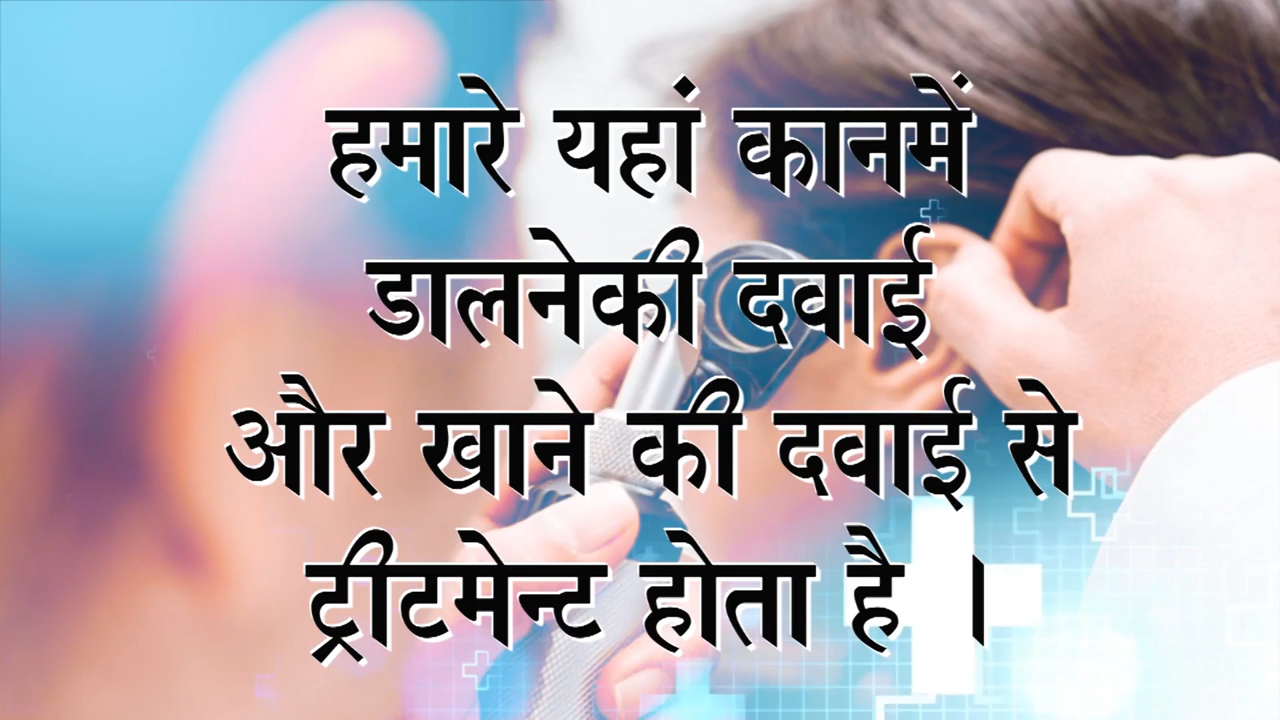 हमारे यहां कानमें
डालनेकी दवाई
और खाने की दवाई से
ट्रीटमेन्ट होता है ।